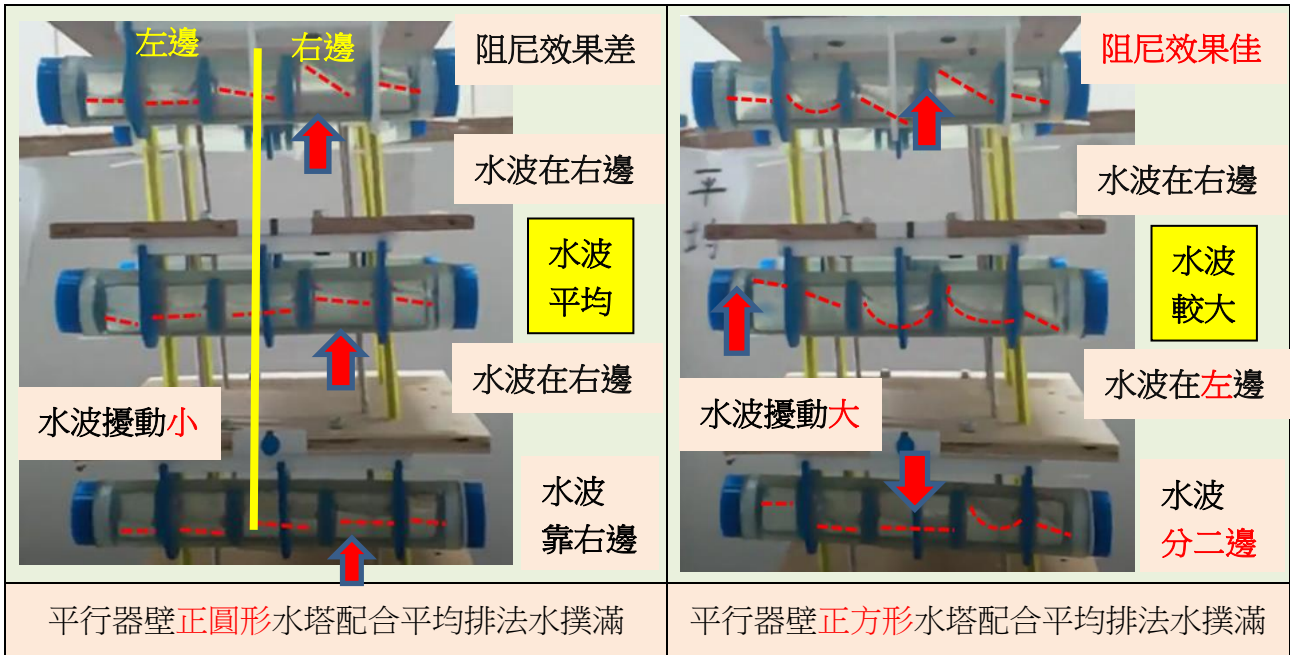 左邊
右邊
阻尼效果差
水波在右邊
水波
平均
水波在右邊
水波擾動小
水波
靠右邊
平行器壁正圓形水塔配合平均排法水撲滿
阻尼效果佳
水波在右邊
平
均
水波
較大
水波在左邊
水波擾動大
水波
分二邊
平行器壁正方形水塔配合平均排法水撲滿